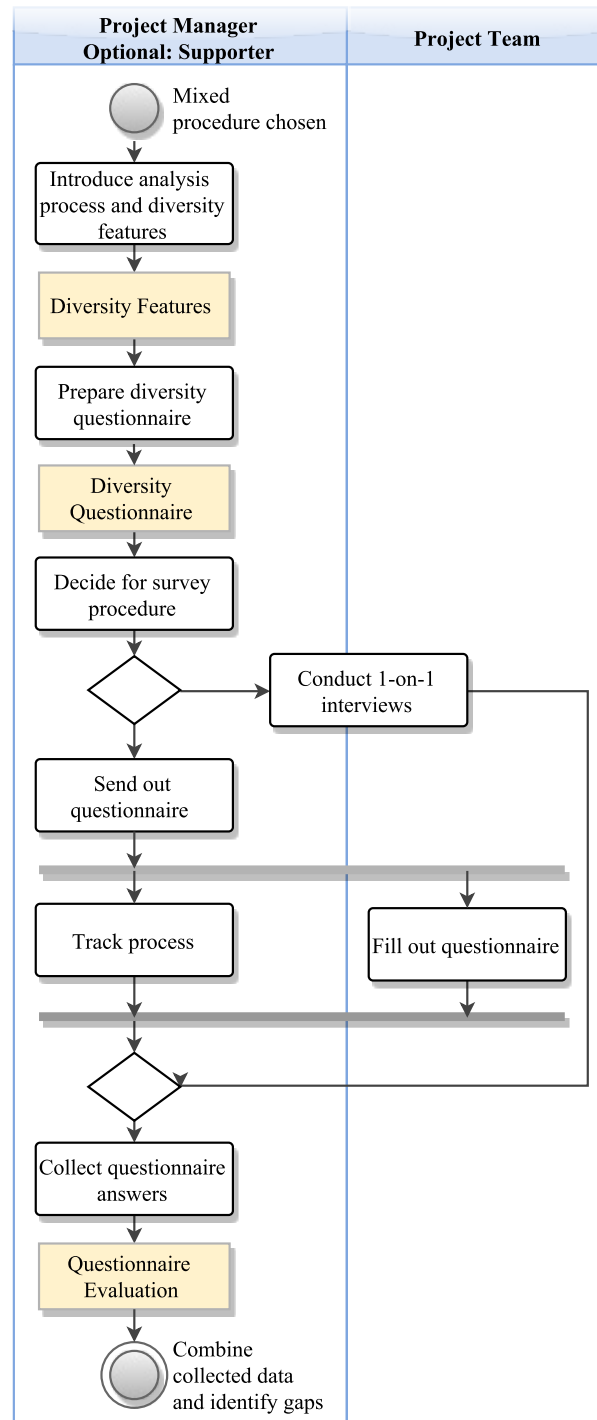 Project Manager
Optional: Supporter
Project Team
Mixed
procedure chosen
Introduce analysis
process and diversity
features
Diversity Features
Prepare diversity
questionnaire
Diversity
Questionnaire
Decide for survey
procedure
Conduct 1-on-1
interviews
Send out
questionnaire
Track process
Fill out questionnaire
Collect questionnaire
answers
Questionnaire
Evaluation
Combine
collected data
and identify gaps